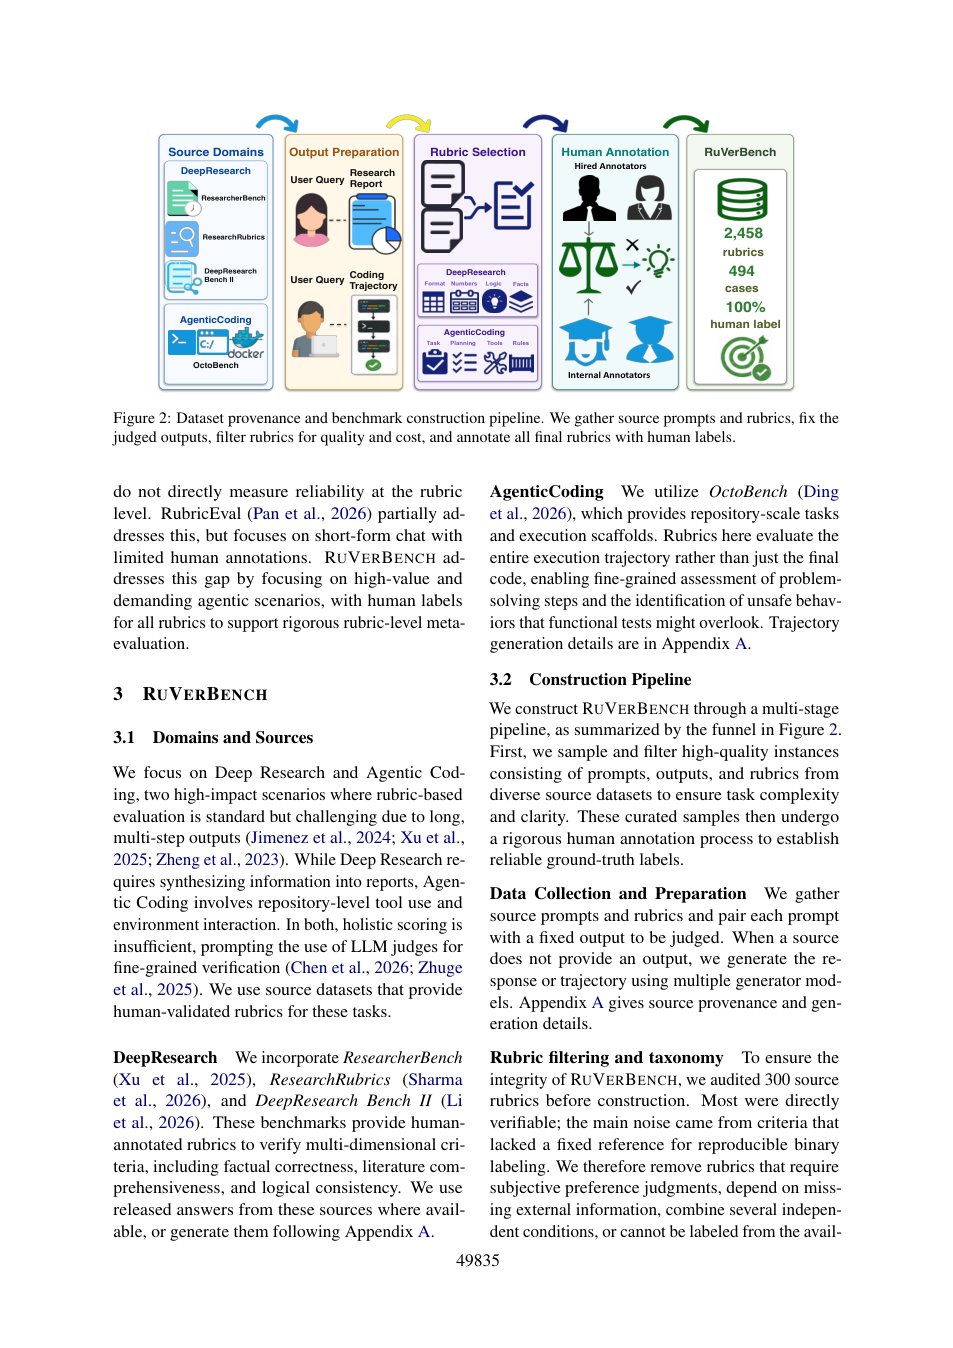 Source Domains
DeepResearch
ResearcherBench
ResearchRubrics
DeepResearch
Bench II
AgenticCoding
>_
C:/
docker
OctoBench
Output Preparation
User Query
Research
Report
User Query
Coding
Trajectory
>_
Rubric Selection
DeepResearch
Format Numbers Logic Facts
AgenticCoding
Task Planning Tools Rules
Human Annotation
Hired Annotators
Internal Annotators
RuVerBench
2,458
rubrics
494
cases
100%
human label
Figure 2: Dataset provenance and benchmark construction pipeline. We gather source prompts and rubrics, fix the
judged outputs, filter rubrics for quality and cost, and annotate all final rubrics with human labels.
do not directly measure reliability at the rubric
level. RubricEval (Pan et al., 2026) partially ad-
dresses this, but focuses on short-form chat with
limited human annotations. RUVERBENCH ad-
dresses this gap by focusing on high-value and
demanding agentic scenarios, with human labels
for all rubrics to support rigorous rubric-level meta-
evaluation.
3 RUVERBENCH
3.1 Domains and Sources
We focus on Deep Research and Agentic Cod-
ing, two high-impact scenarios where rubric-based
evaluation is standard but challenging due to long,
multi-step outputs (Jimenez et al., 2024; Xu et al.,
2025; Zheng et al., 2023). While Deep Research re-
quires synthesizing information into reports, Agen-
tic Coding involves repository-level tool use and
environment interaction. In both, holistic scoring is
insufficient, prompting the use of LLM judges for
fine-grained verification (Chen et al., 2026; Zhuge
et al., 2025). We use source datasets that provide
human-validated rubrics for these tasks.
DeepResearch We incorporate ResearcherBench
(Xu et al., 2025), ResearchRubrics (Sharma
et al., 2026), and DeepResearch Bench II (Li
et al., 2026). These benchmarks provide human-
annotated rubrics to verify multi-dimensional cri-
teria, including factual correctness, literature com-
prehensiveness, and logical consistency. We use
released answers from these sources where avail-
able, or generate them following Appendix A.
AgenticCoding We utilize OctoBench (Ding
et al., 2026), which provides repository-scale tasks
and execution scaffolds. Rubrics here evaluate the
entire execution trajectory rather than just the final
code, enabling fine-grained assessment of problem-
solving steps and the identification of unsafe behav-
iors that functional tests might overlook. Trajectory
generation details are in Appendix A.
3.2 Construction Pipeline
We construct RUVERBENCH through a multi-stage
pipeline, as summarized by the funnel in Figure 2.
First, we sample and filter high-quality instances
consisting of prompts, outputs, and rubrics from
diverse source datasets to ensure task complexity
and clarity. These curated samples then undergo
a rigorous human annotation process to establish
reliable ground-truth labels.
Data Collection and Preparation We gather
source prompts and rubrics and pair each prompt
with a fixed output to be judged. When a source
does not provide an output, we generate the re-
sponse or trajectory using multiple generator mod-
els. Appendix A gives source provenance and gen-
eration details.
Rubric filtering and taxonomy To ensure the
integrity of RUVERBENCH, we audited 300 source
rubrics before construction. Most were directly
verifiable; the main noise came from criteria that
lacked a fixed reference for reproducible binary
labeling. We therefore remove rubrics that require
subjective preference judgments, depend on miss-
ing external information, combine several indepen-
dent conditions, or cannot be labeled from the avail-
49835